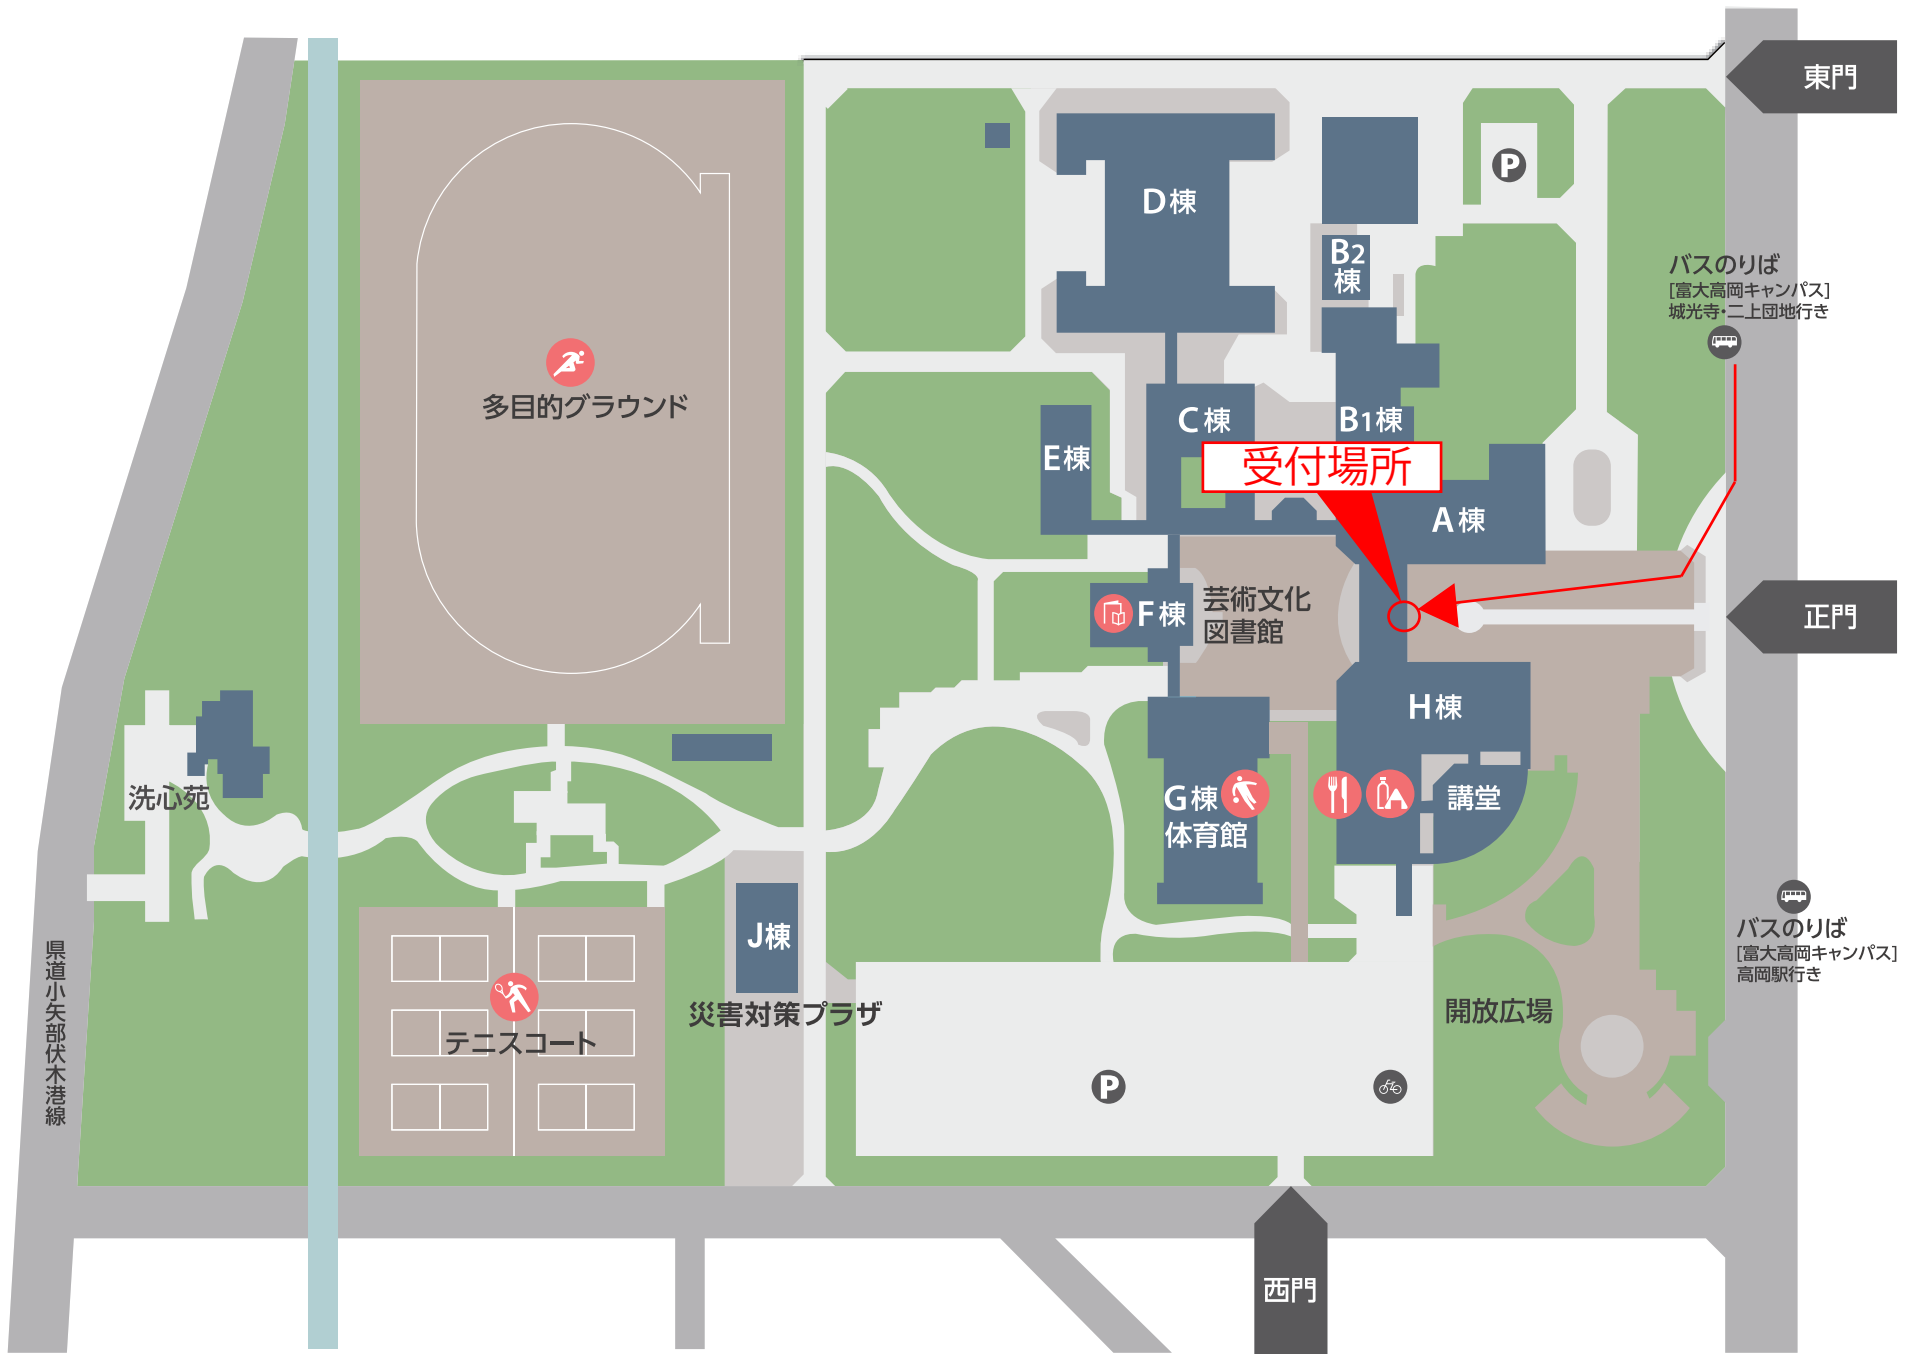 東門
D棟
P
B2
棟
バスのりば
[富大高岡キャンパス]
城光寺・二上団地行き
多目的グラウンド
C棟
B1棟
E棟
受付場所
A棟
芸術文化
図書館
F棟
正門
H棟
洗心苑
G棟
体育館
講堂
J棟
バスのりば
[富大高岡キャンパス]
高岡駅行き
災害対策プラザ
開放広場
テニスコート
県道小矢部伏木港線
P
西門